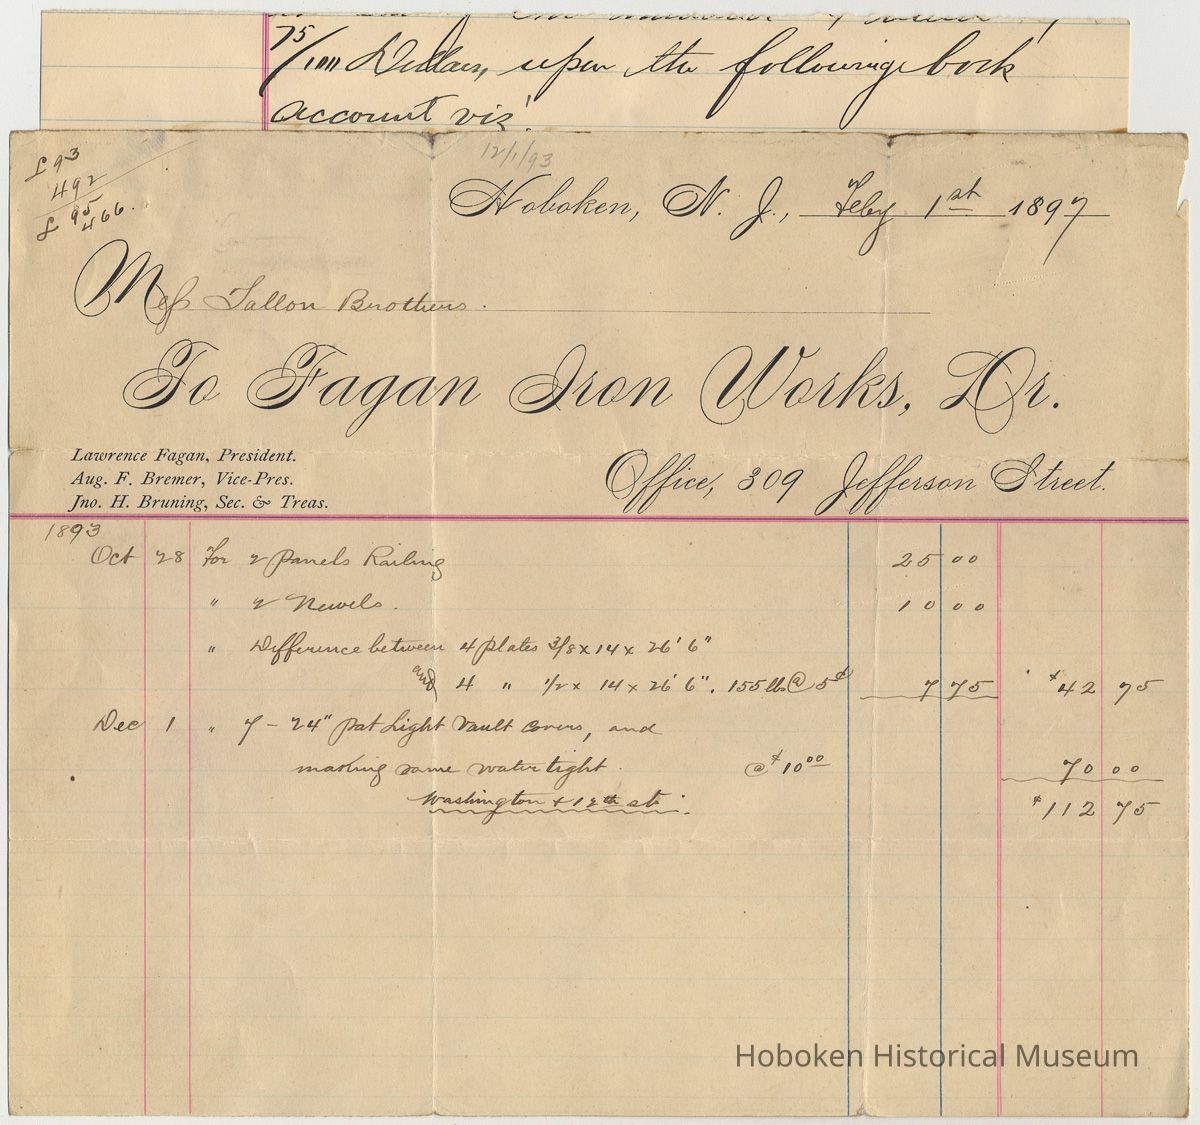 75/100 Dollars, upon the following book
account viz'.
12/1/93
£ 93
492
£ 95
466.
Hoboken, N. J., Feby 1st 1897
Mess Fallon Brothers.
To Fagan Iron Works, Dr.
Lawrence Fagan, President.
Aug. F. Bremer, Vice-Pres.
Jno. H. Bruning, Sec. & Treas.
Office, 309 Jefferson Street.
1893
Oct 28 For 2 Panels Railing 25 00
" 2 Newels. 10 00
" Difference between 4 plates 3/8 x 14 x 26' 6"
and 4 " 1/2 x 14 x 26' 6". 155 lbs @ 5¢ 7 75 $42 75
Dec 1 " 7 - 24" Pat Light Vault Covers, and
making same water tight. @ $10 00 70 00
Washington & 12th st. $112 75
Hoboken Historical Museum